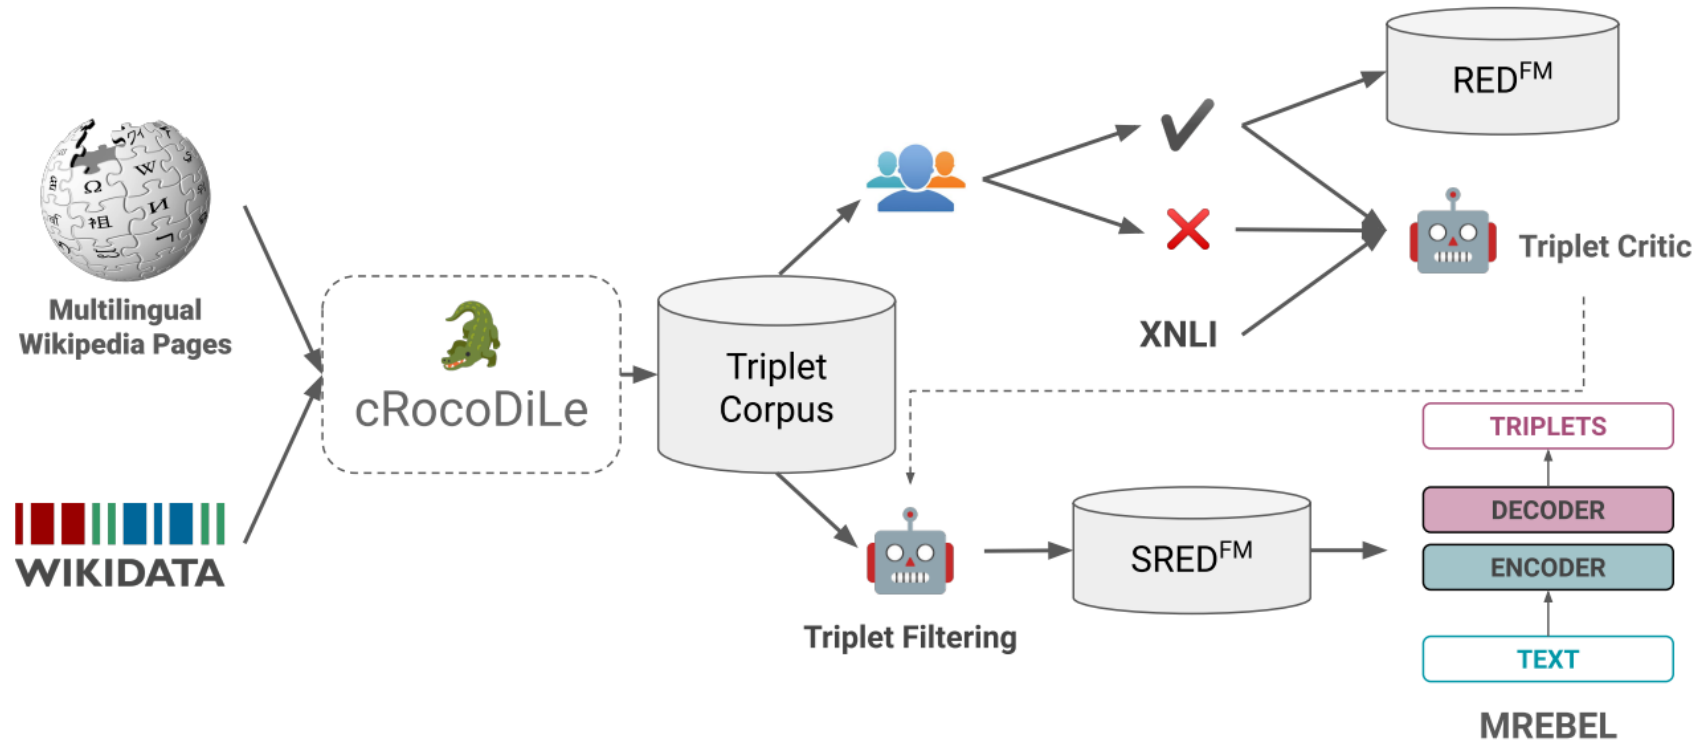 RED^FM
Multilingual
Wikipedia Pages
Triplet Critic
XNLI
cRocoDiLe
Triplet
Corpus
TRIPLETS
DECODER
ENCODER
TEXT
MREBEL
WIKIDATA
SRED^FM
Triplet Filtering